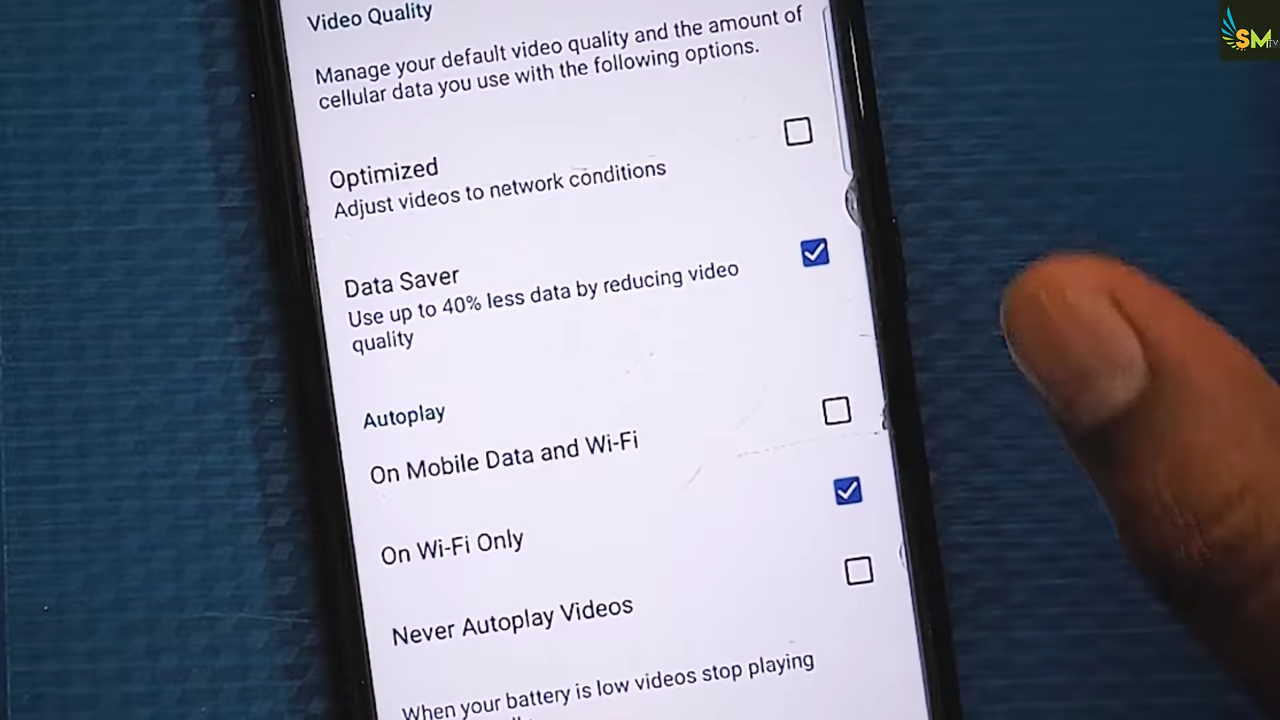 Video Quality
Manage your default video quality and the amount of
cellular data you use with the following options.
Optimized
Adjust videos to network conditions
Data Saver
Use up to 40% less data by reducing video
quality
Autoplay
On Mobile Data and Wi-Fi
On Wi-Fi Only
Never Autoplay Videos
When your battery is low videos stop playing
SMTV